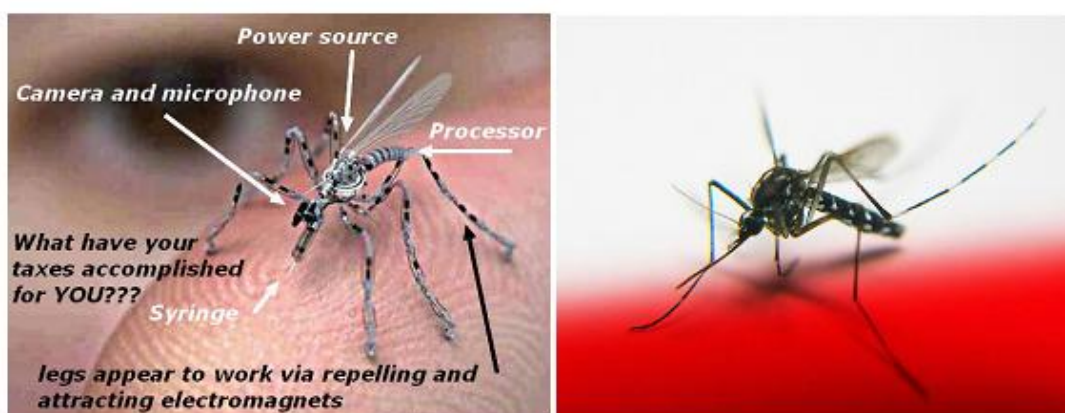 Power source
Camera and microphone
Processor
What have your
taxes accomplished
for YOU???
Syringe
legs appear to work via repelling and
attracting electromagnets